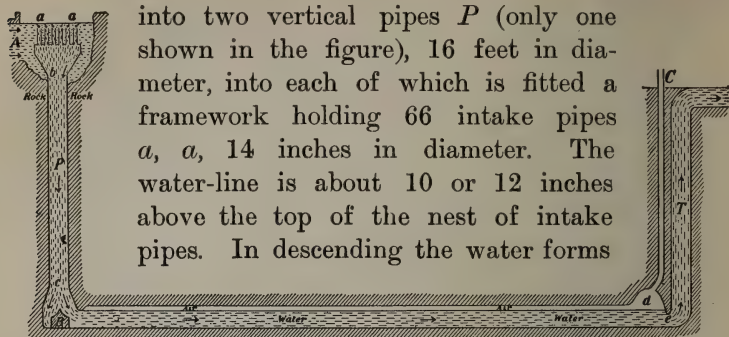 into two vertical pipes P (only one
shown in the figure), 16 feet in dia-
meter, into each of which is fitted a
framework holding 66 intake pipes
a, a, 14 inches in diameter. The
water-line is about 10 or 12 inches
above the top of the nest of intake
pipes. In descending the water forms
a a
A
b
Rock Rock
P
c
B
AIR AIR
Water Water
d
e
C
T